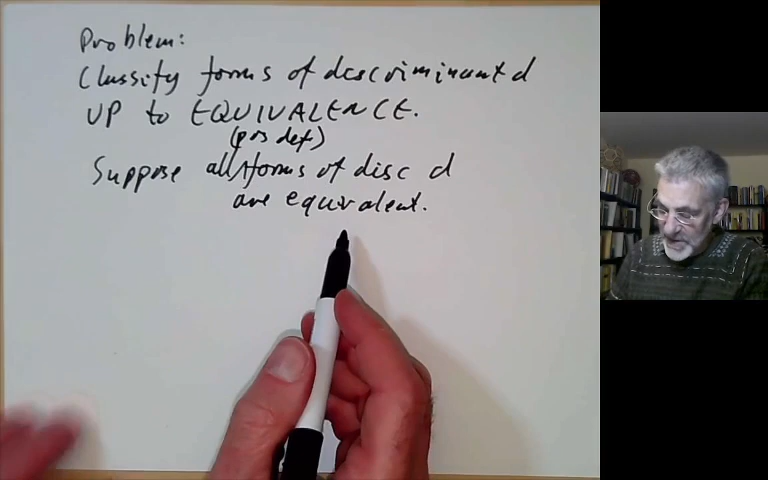 Problem:
Classify forms of discriminant d
UP to EQUIVALENCE.
(pos def)
Suppose all forms of disc d
are equivalent.